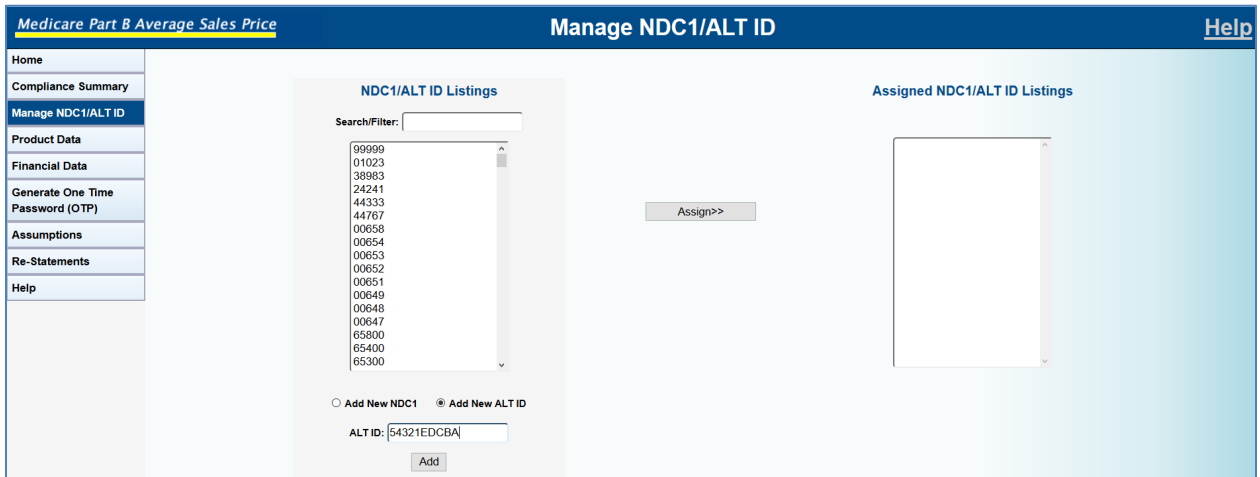 Medicare Part B Average Sales Price
Manage NDC1/ALT ID
Help
Home
Compliance Summary
Manage NDC1/ALT ID
Product Data
Financial Data
Generate One Time
Password (OTP)
Assumptions
Re-Statements
Help
NDC1/ALT ID Listings
Search/Filter:
99999
01023
38983
24241
44333
44767
00658
00654
00653
00652
00651
00649
00648
00647
65800
65400
65300
Add New NDC1 Add New ALT ID
ALT ID: 54321EDCBA
Add
Assign>>
Assigned NDC1/ALT ID Listings